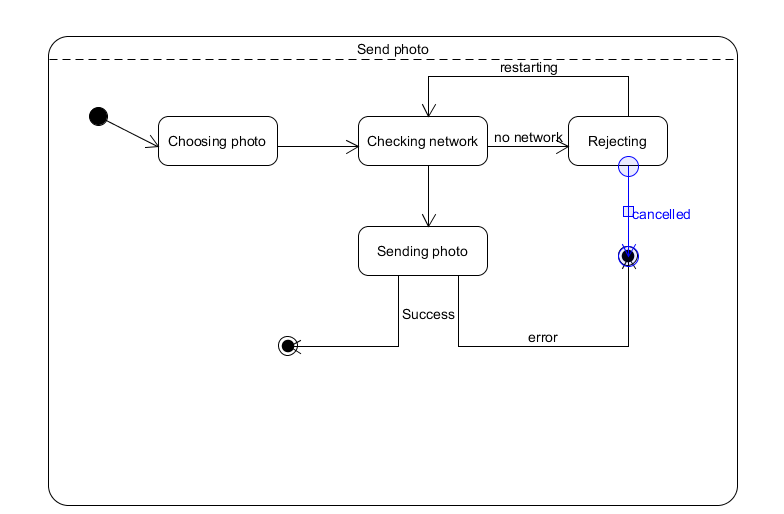 Send photo
restarting
Choosing photo
Checking network
no network
Rejecting
cancelled
Sending photo
Success
error